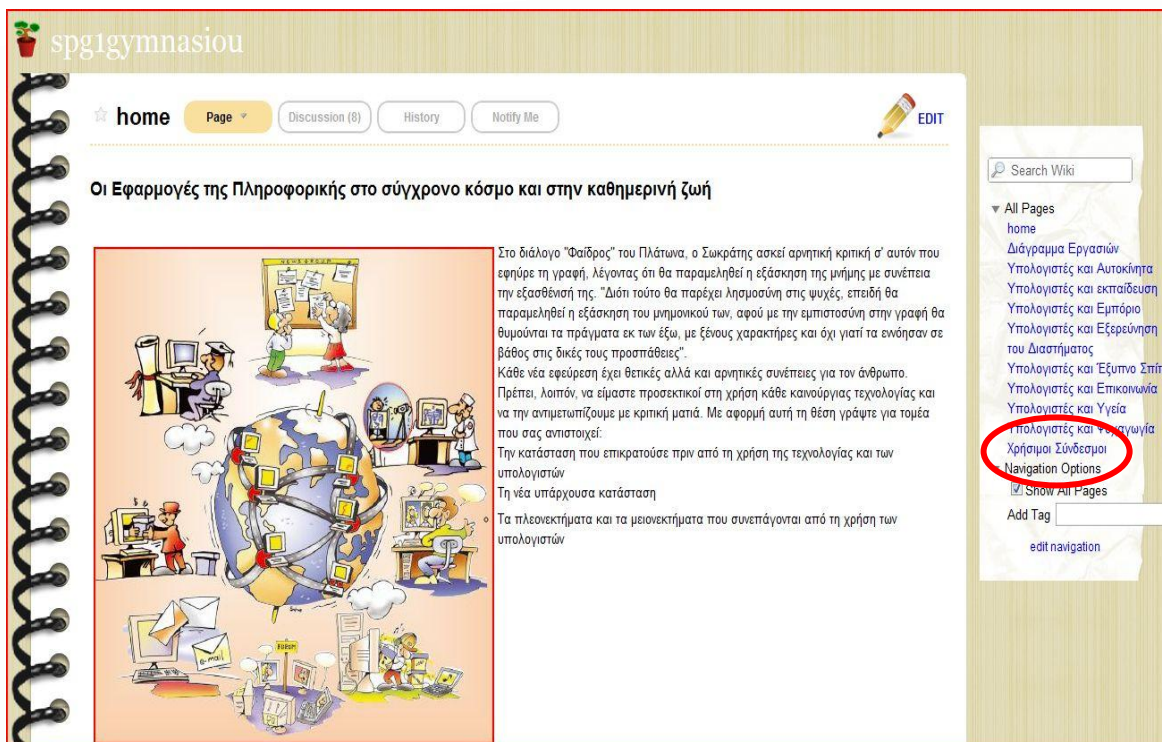 spg1gymnasiou
home
Page
Discussion (8)
History
Notify Me
EDIT
Οι Εφαρμογές της Πληροφορικής στο σύγχρονο κόσμο και στην καθημερινή ζωή
Στο διάλογο "Φαίδρος" του Πλάτωνα, ο Σωκράτης ασκεί αρνητική κριτική σ' αυτόν που
εφηύρε τη γραφή, λέγοντας ότι θα παραμεληθεί η εξάσκηση της μνήμης με συνέπεια
την εξασθένισή της. "Διότι τούτο θα παρέχει λησμοσύνη στις ψυχές, επειδή θα
παραμεληθεί η εξάσκηση του μνημονικού των, αφού με την εμπιστοσύνη στην γραφή θα
θυμούνται τα πράγματα εκ των έξω, με ξένους χαρακτήρες και όχι γιατί τα εννόησαν σε
βάθος στις δικές τους προσπάθειες".
Κάθε νέα εφεύρεση έχει θετικές αλλά και αρνητικές συνέπειες για τον άνθρωπο.
Πρέπει, λοιπόν, να είμαστε προσεκτικοί στη χρήση κάθε καινούργιας τεχνολογίας και
να την αντιμετωπίζουμε με κριτική ματιά. Με αφορμή αυτή τη θέση γράψτε για τομέα
που σας αντιστοιχεί:
Την κατάσταση που επικρατούσε πριν από τη χρήση της τεχνολογίας και των
υπολογιστών
Τη νέα υπάρχουσα κατάσταση
Τα πλεονεκτήματα και τα μειονεκτήματα που συνεπάγονται από τη χρήση των
υπολογιστών
e-mail
FORUM
Search Wiki
All Pages
home
Διάγραμμα Εργασιών
Υπολογιστές και Αυτοκίνητα
Υπολογιστές και εκπαίδευση
Υπολογιστές και Εμπόριο
Υπολογιστές και Εξερεύνηση
του Διαστήματος
Υπολογιστές και Έξυπνο Σπίτ
Υπολογιστές και Επικοινωνία
Υπολογιστές και Υγεία
Υπολογιστές και Ψυχαγωγία
Χρήσιμοι Σύνδεσμοι
Navigation Options
Show All Pages
Add Tag
edit navigation